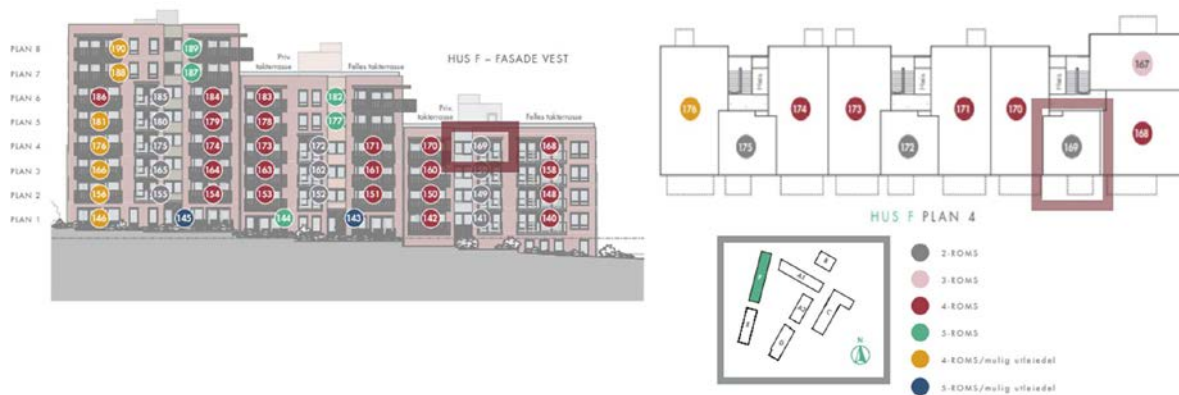 HUS F – FASADE VEST
Priv. takterrasse
Felles takterrasse
Priv. takterrasse
Felles takterrasse
PLAN 8 190 189
PLAN 7 188 187
PLAN 6 186 185 184 183 182
PLAN 5 181 180 179 178 177
PLAN 4 176 175 174 173 172 171 170 169 168
PLAN 3 166 165 164 163 162 161 160 158
PLAN 2 156 155 154 153 152 151 150 149 148
PLAN 1 146 145 144 143 142 141 140
167
176 174 173 171 170 168
175 172 169
HUS F PLAN 4
F
C
N
2-ROMS
3-ROMS
4-ROMS
5-ROMS
4-ROMS/mulig utleiedel
5-ROMS/mulig utleiedel